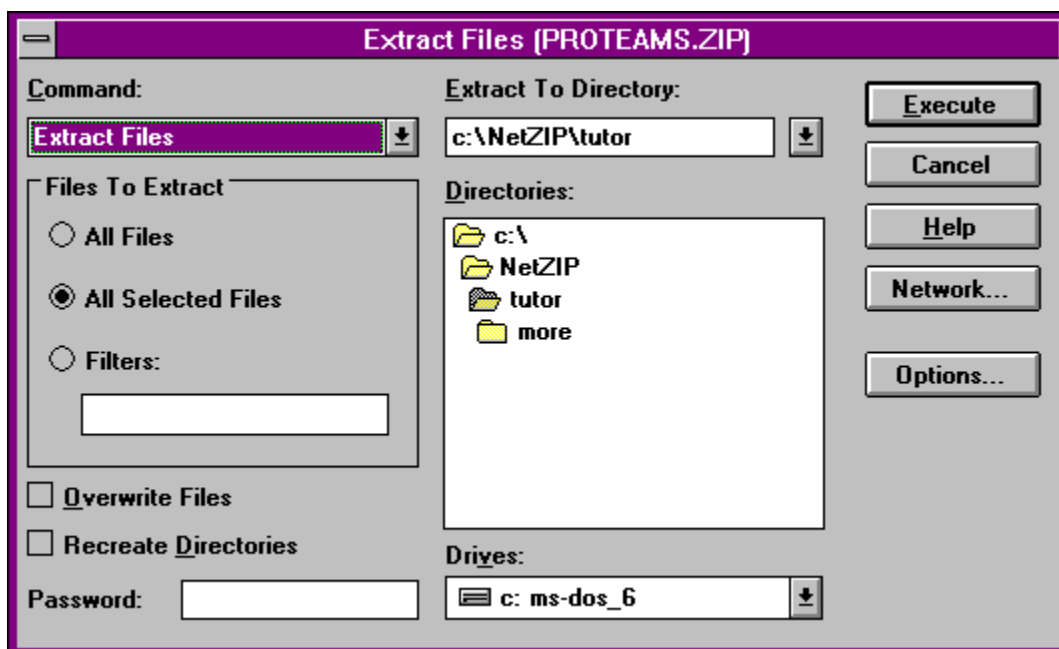 Extract Files (PROTEAMS.ZIP)
Command:
Extract Files
Files To Extract
All Files
All Selected Files
Filters:
Overwrite Files
Recreate Directories
Password:
Extract To Directory:
c:\NetZIP\tutor
Directories:
c:\
NetZIP
tutor
more
Drives:
c: ms-dos_6
Execute
Cancel
Help
Network...
Options...